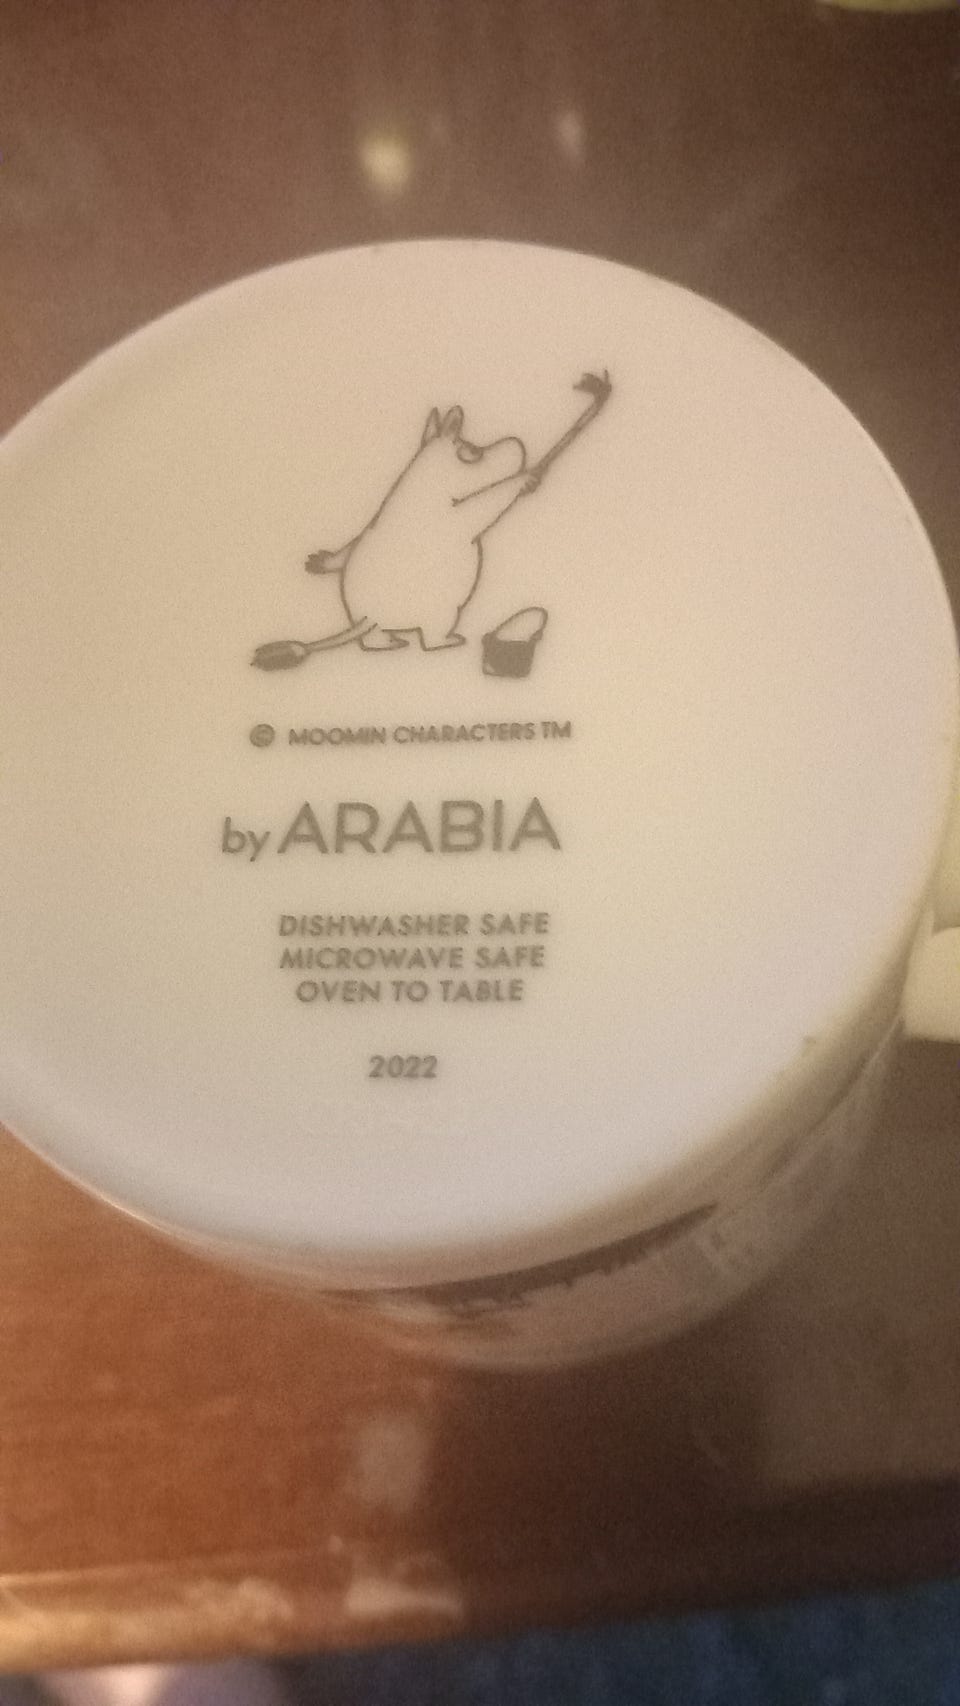 © MOOMIN CHARACTERS TM
by ARABIA
DISHWASHER SAFE
MICROWAVE SAFE
OVEN TO TABLE
2022